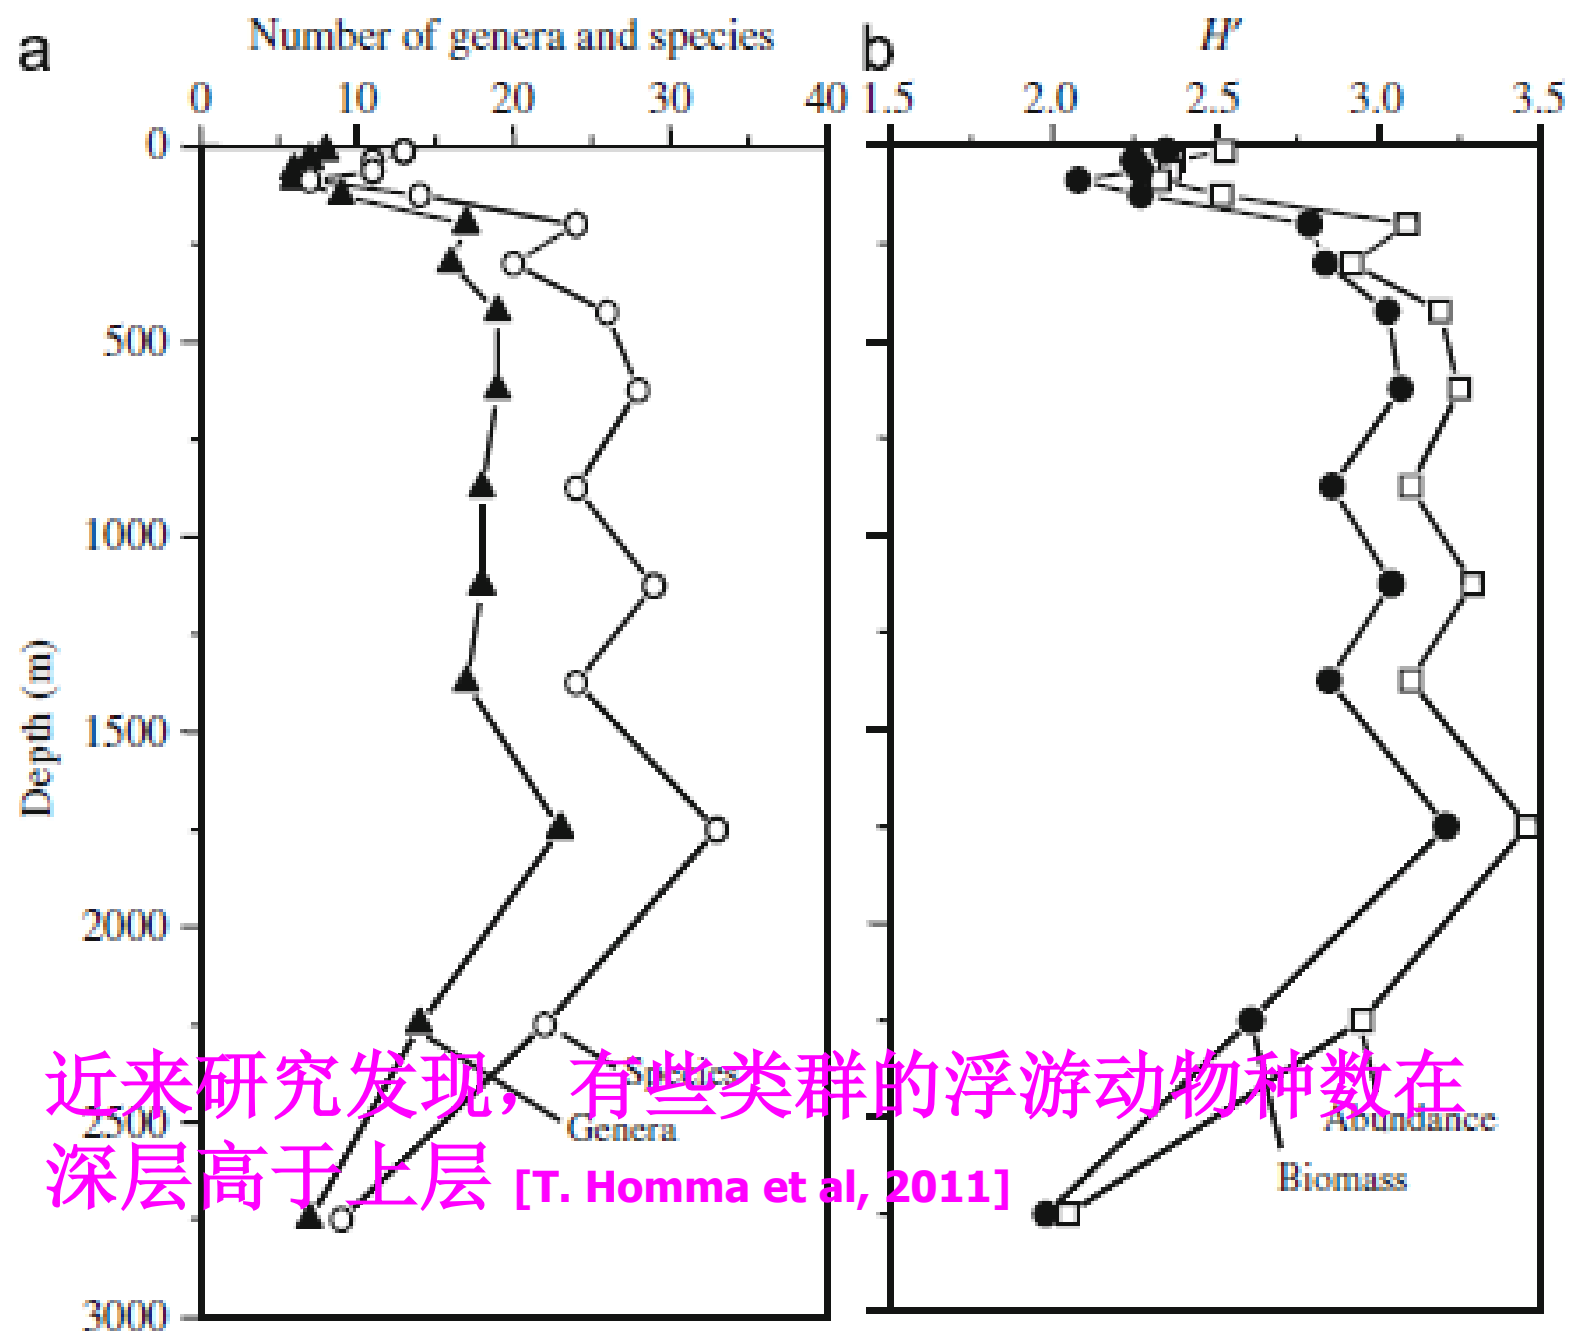 a
Number of genera and species
b
H'
0 10 20 30 40 1.5 2.0 2.5 3.0 3.5
0
500
1000
Depth (m)
1500
2000
近来研究发现，有些类群的浮游动物种数在
Species
2500
Genera
Abundance
深层高于上层 [T. Homma et al, 2011]
Biomass
3000